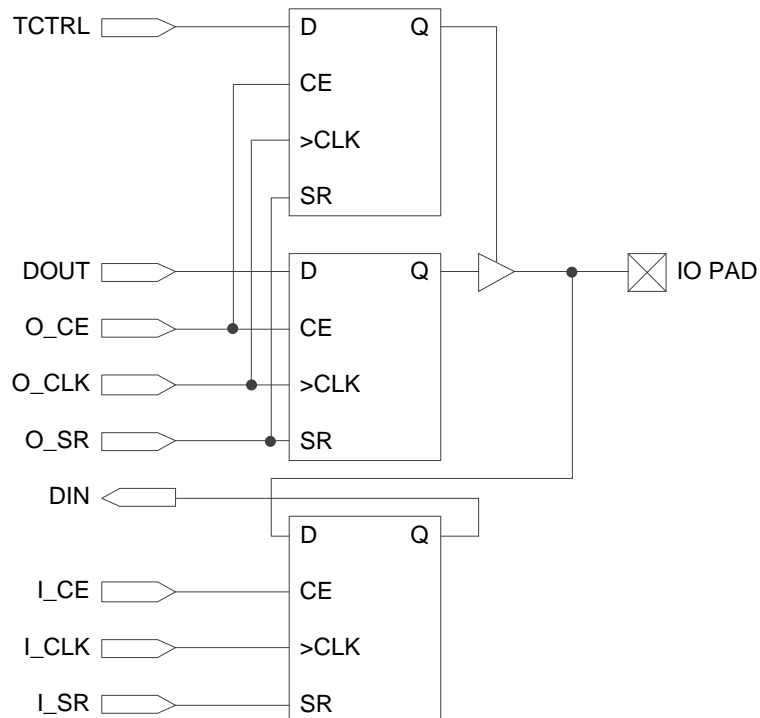 TCTRL D Q
CE
>CLK
SR
DOUT D Q IO PAD
O_CE CE
O_CLK >CLK
O_SR SR
DIN
D Q
I_CE CE
I_CLK >CLK
I_SR SR